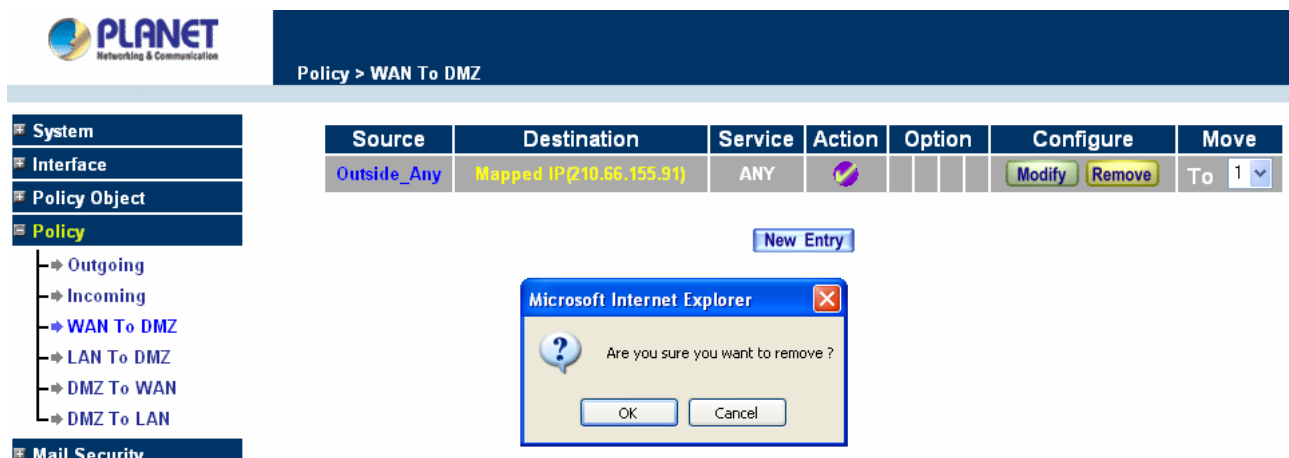 PLANET
Networking & Communication
Policy > WAN To DMZ
System
Interface
Policy Object
Policy
Outgoing
Incoming
WAN To DMZ
LAN To DMZ
DMZ To WAN
DMZ To LAN
Mail Security
Source Destination Service Action Option Configure Move
Outside_Any Mapped IP(210.66.155.91) ANY Modify Remove To 1
New Entry
Microsoft Internet Explorer
Are you sure you want to remove ?
OK Cancel